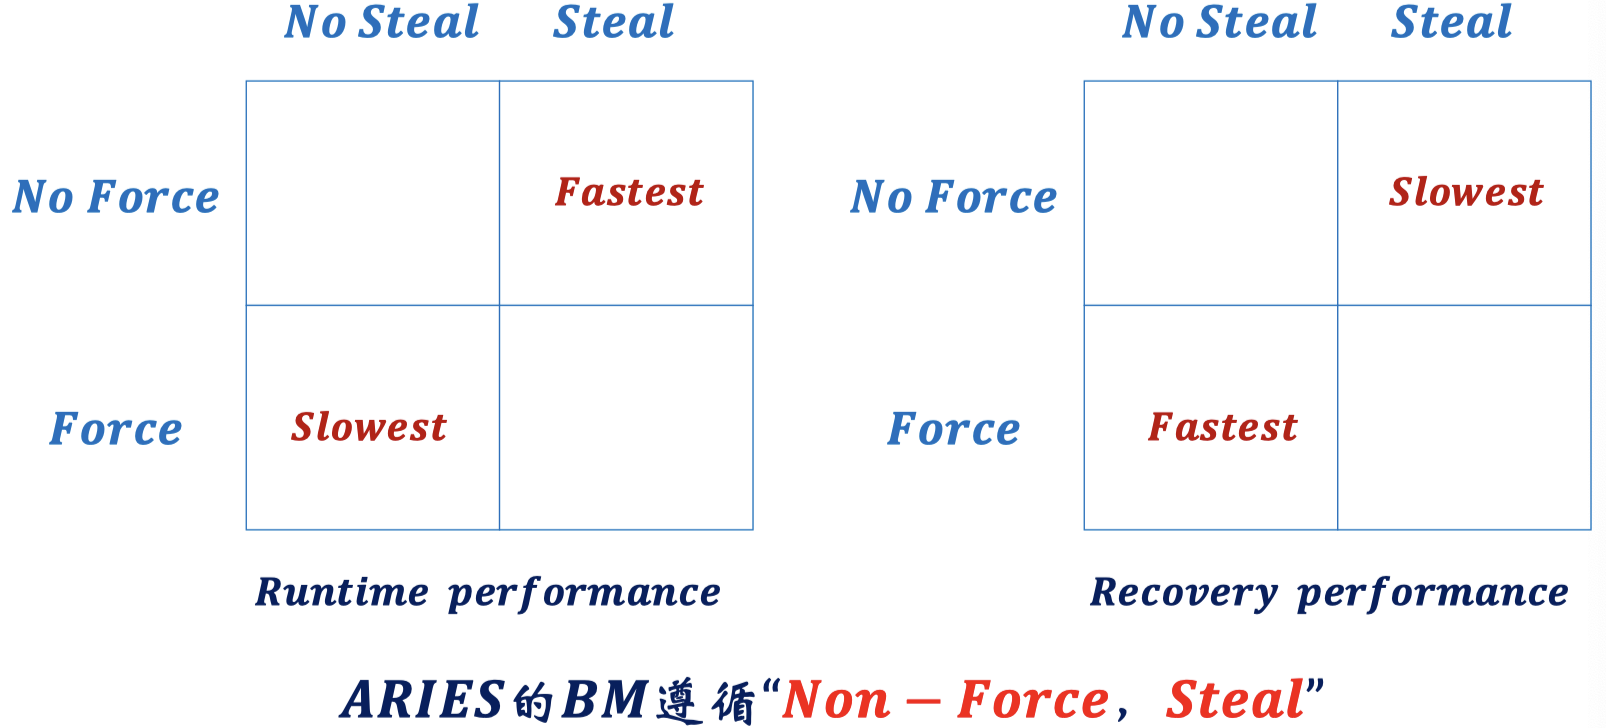 No Steal Steal No Steal Steal
No Force Fastest No Force Slowest
Force Slowest Force Fastest
Runtime performance Recovery performance
ARIES的BM遵循“Non − Force, Steal”